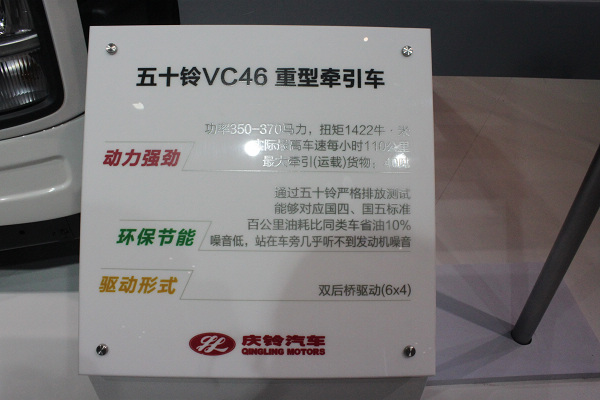 五十铃VC46 重型牵引车
动力强劲
功率350-370马力，扭矩1422牛·米
实际最高车速每小时110公里
最大牵引(运载)货物：吨
环保节能
通过五十铃严格排放测试
能够对应国四、国五标准
百公里油耗比同类车省油10%
噪音低，站在车旁几乎听不到发动机噪音
驱动形式
双后桥驱动(6x4)
庆铃汽车
QINGLING MOTORS